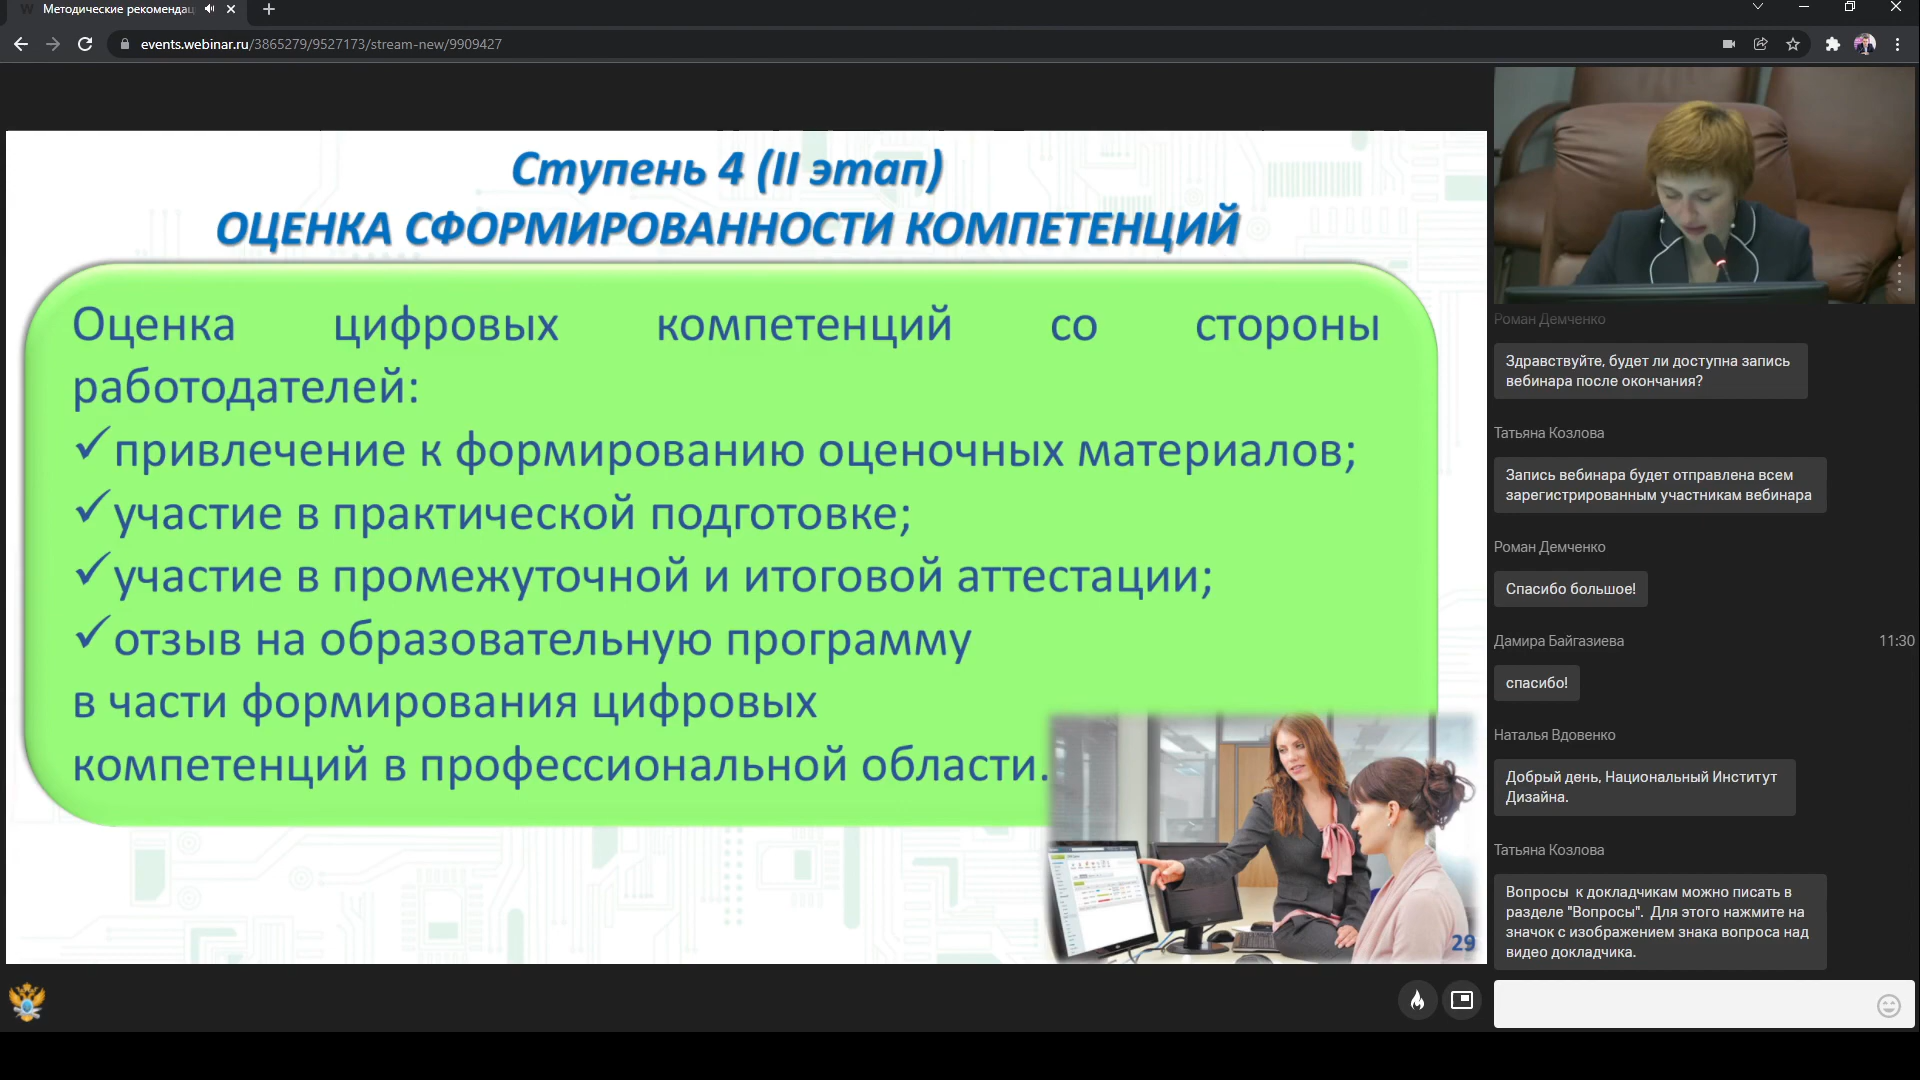 Методические рекомендац
events.webinar.ru/3865279/9527173/stream-new/9909427
Ступень 4 (II этап)
ОЦЕНКА СФОРМИРОВАННОСТИ КОМПЕТЕНЦИЙ
Оценка цифровых компетенций со стороны
работодателей:
✓привлечение к формированию оценочных материалов;
✓участие в практической подготовке;
✓участие в промежуточной и итоговой аттестации;
✓отзыв на образовательную программу
в части формирования цифровых
компетенций в профессиональной области.
29
Роман Демченко
Здравствуйте, будет ли доступна запись
вебинара после окончания?
Татьяна Козлова
Запись вебинара будет отправлена всем
зарегистрированным участникам вебинара
Роман Демченко
Спасибо большое!
Дамира Байгазиева 11:30
спасибо!
Наталья Вдовенко
Добрый день, Национальный Институт
Дизайна.
Татьяна Козлова
Вопросы к докладчикам можно писать в
разделе "Вопросы". Для этого нажмите на
значок с изображением знака вопроса над
видео докладчика.